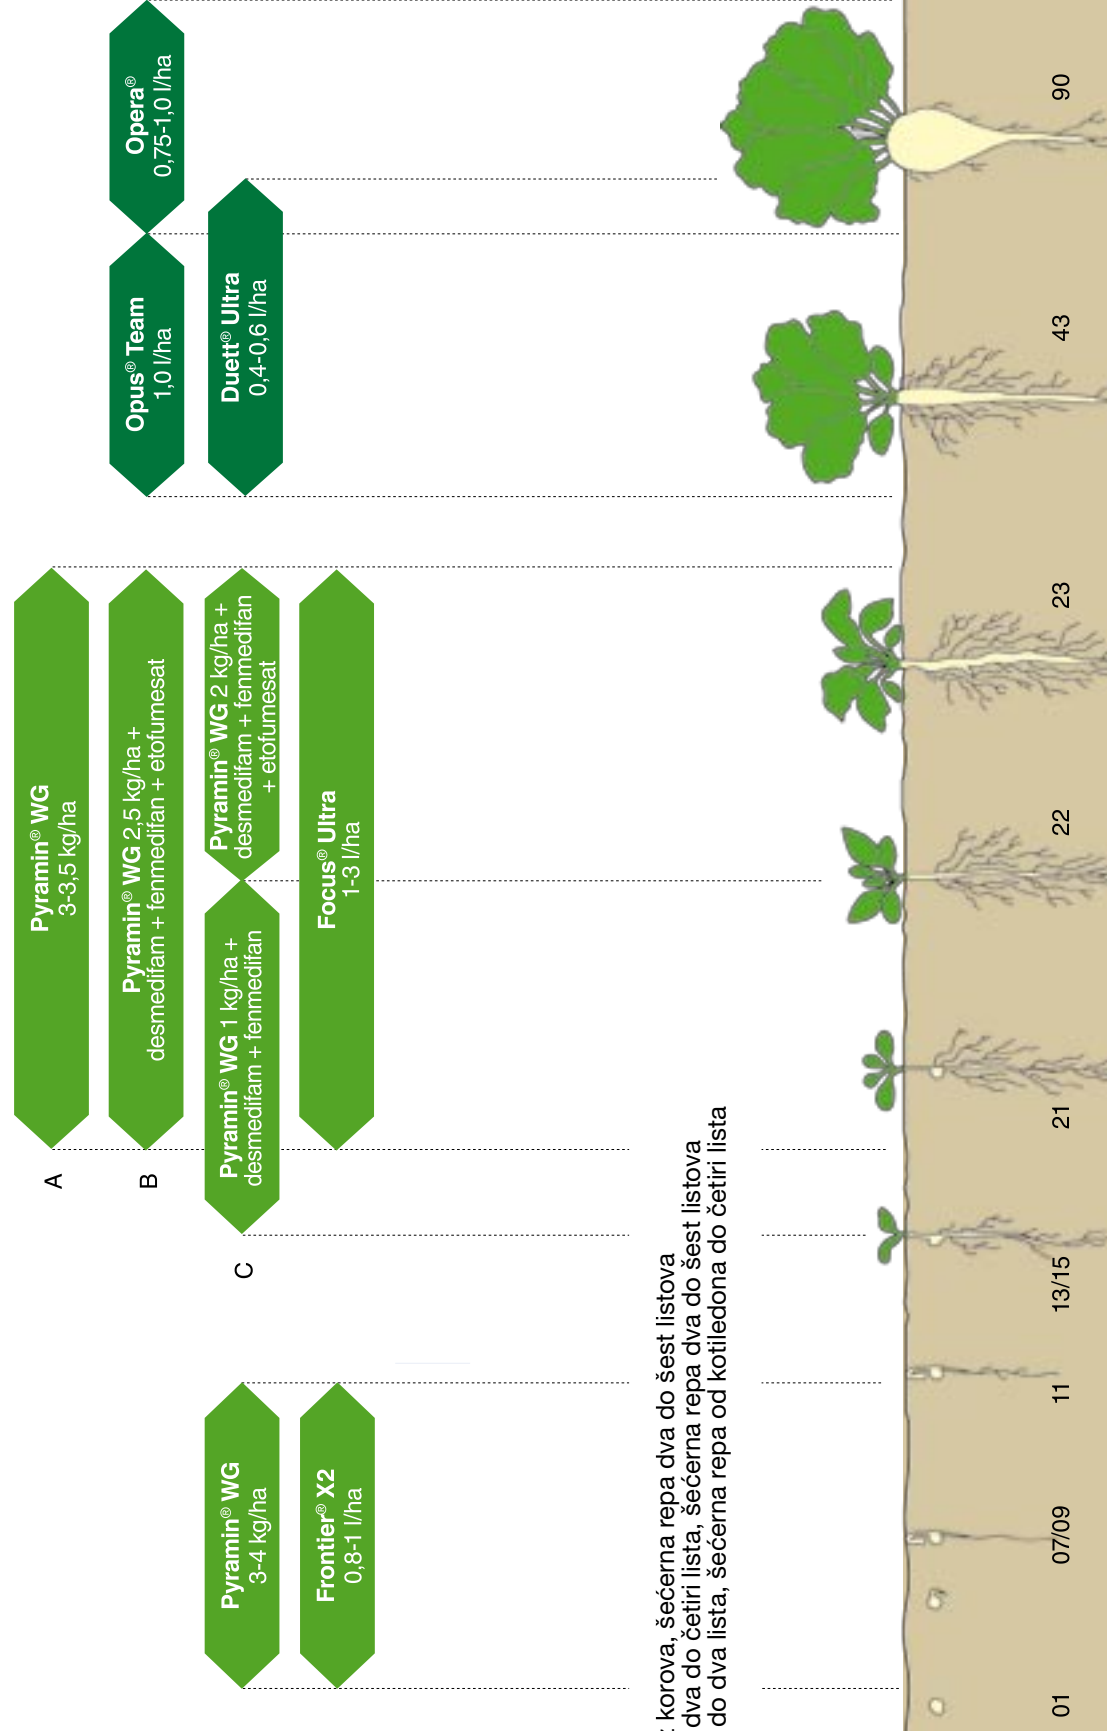 Pyramin® WG
3-3,5 kg/ha
A
Pyramin® WG 2,5 kg/ha +
desmedifam + fenmedifan + etofumesat
B
Opus® Team
1,0 l/ha
Opera®
0,75-1,0 l/ha
C
Pyramin® WG
3-4 kg/ha
Pyramin® WG 1 kg/ha +
desmedifam + fenmedifan
Pyramin® WG 2 kg/ha +
desmedifam + fenmedifan
+ etofumesat
Duett® Ultra
0,4-0,6 l/ha
Frontier® X2
0,8-1 l/ha
Focus® Ultra
1-3 l/ha
korova, šećerna repa dva do šest listova
dva do četiri lista, šećerna repa dva do šest listova
do dva lista, šećerna repa od kotiledona do četiri lista
01
07/09
11
13/15
21
22
23
43
90